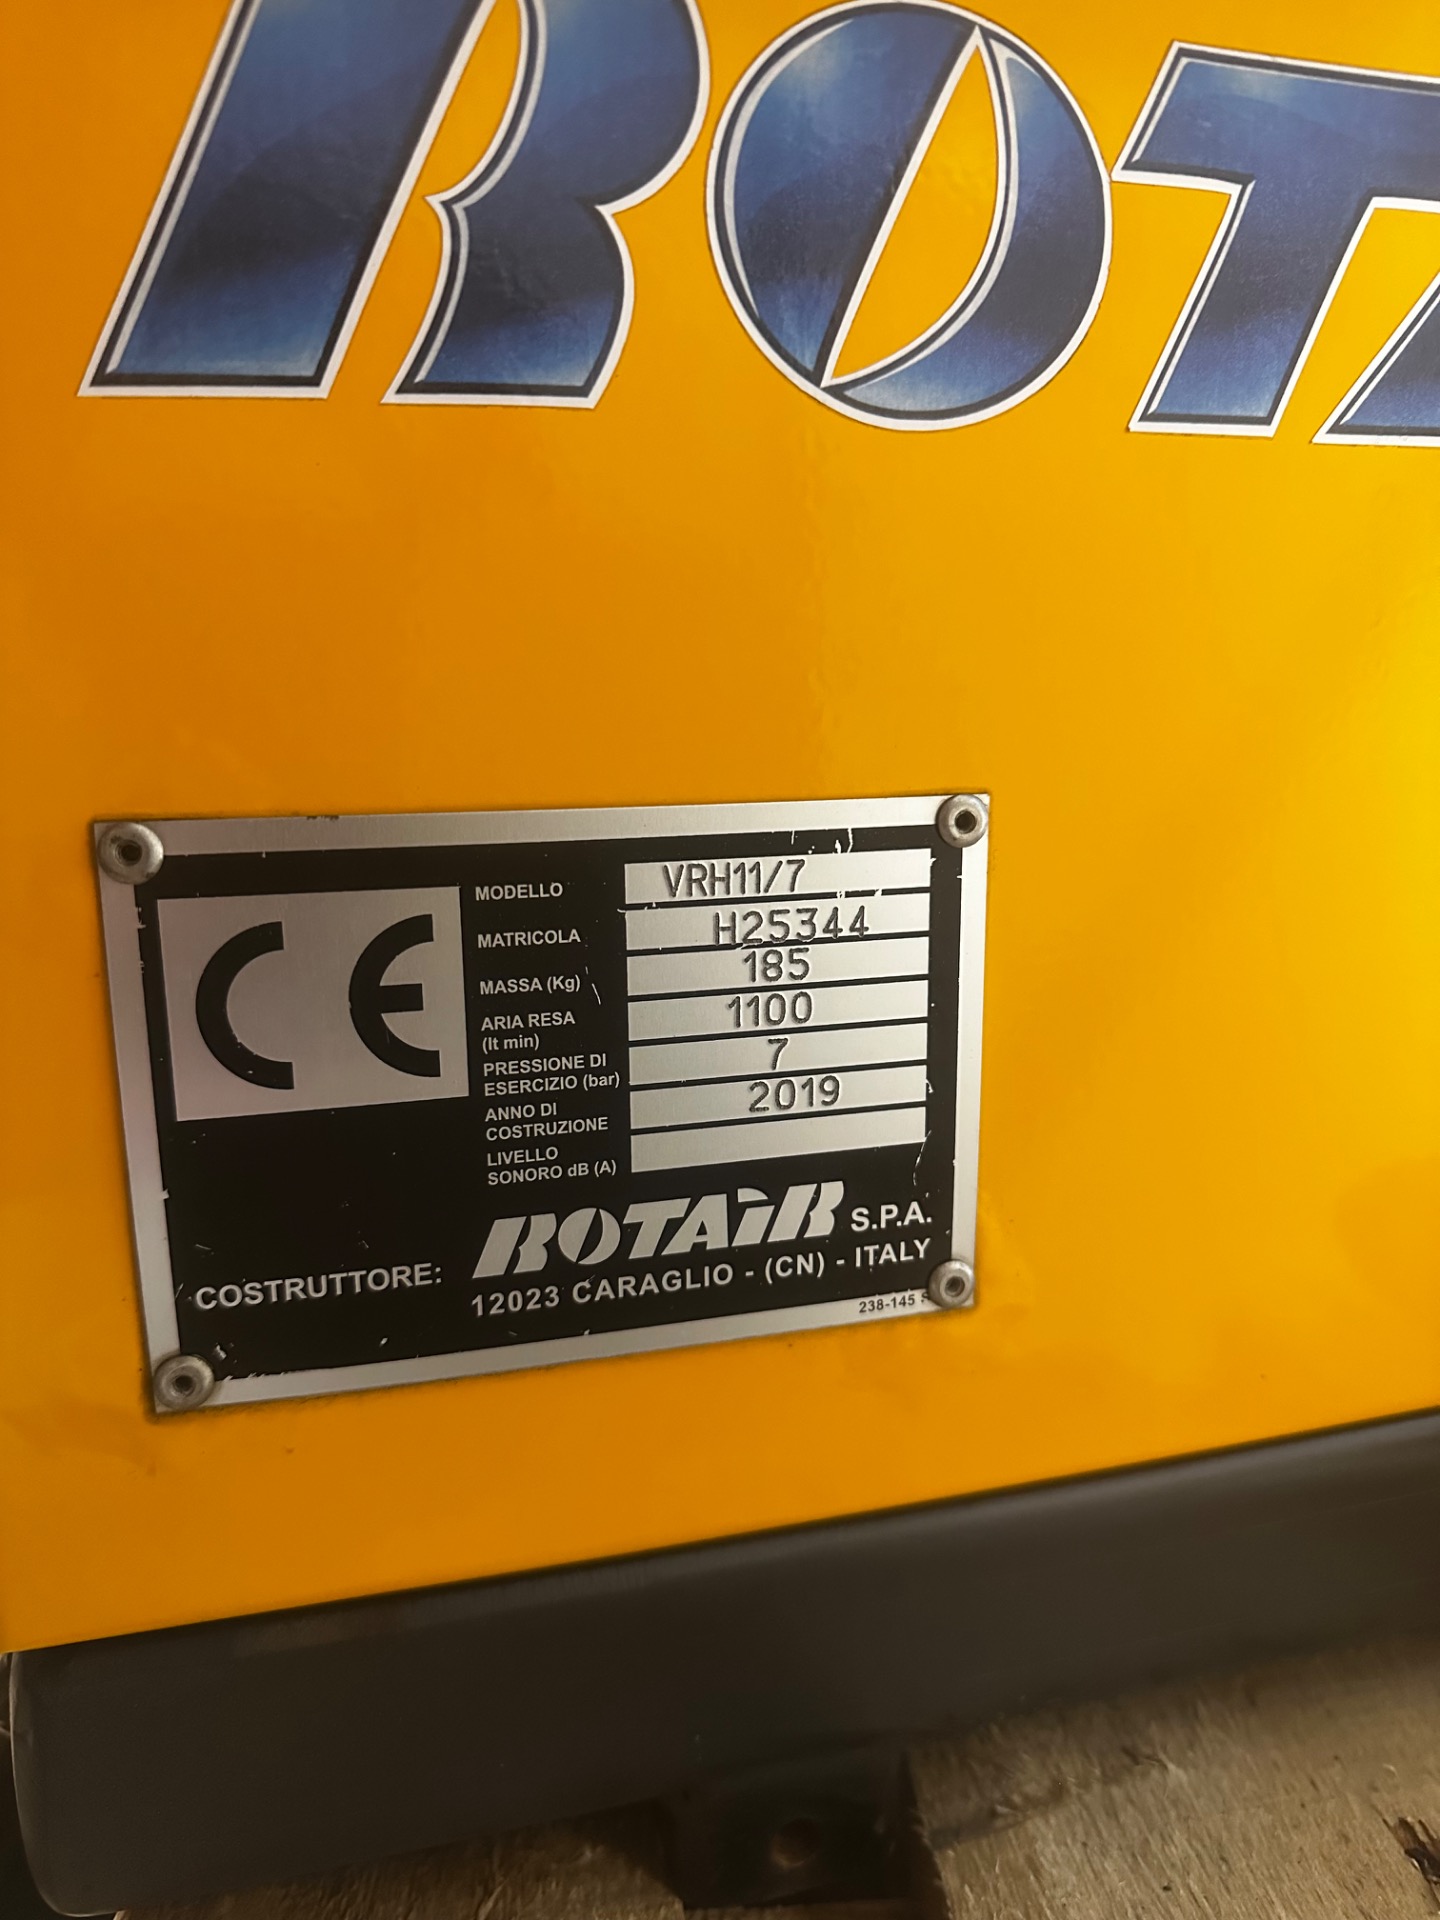 ROTA
MODELLO VRH11/7
MATRICOLA H25344
MASSA (Kg) 185
ARIA RESA
(lt min) 1100
PRESSIONE DI
ESERCIZIO (bar) 7
ANNO DI
COSTRUZIONE 2019
LIVELLO
SONORO dB (A)
CE
COSTRUTTORE: ROTAIR S.P.A.
12023 CARAGLIO - (CN) - ITALY
238-145